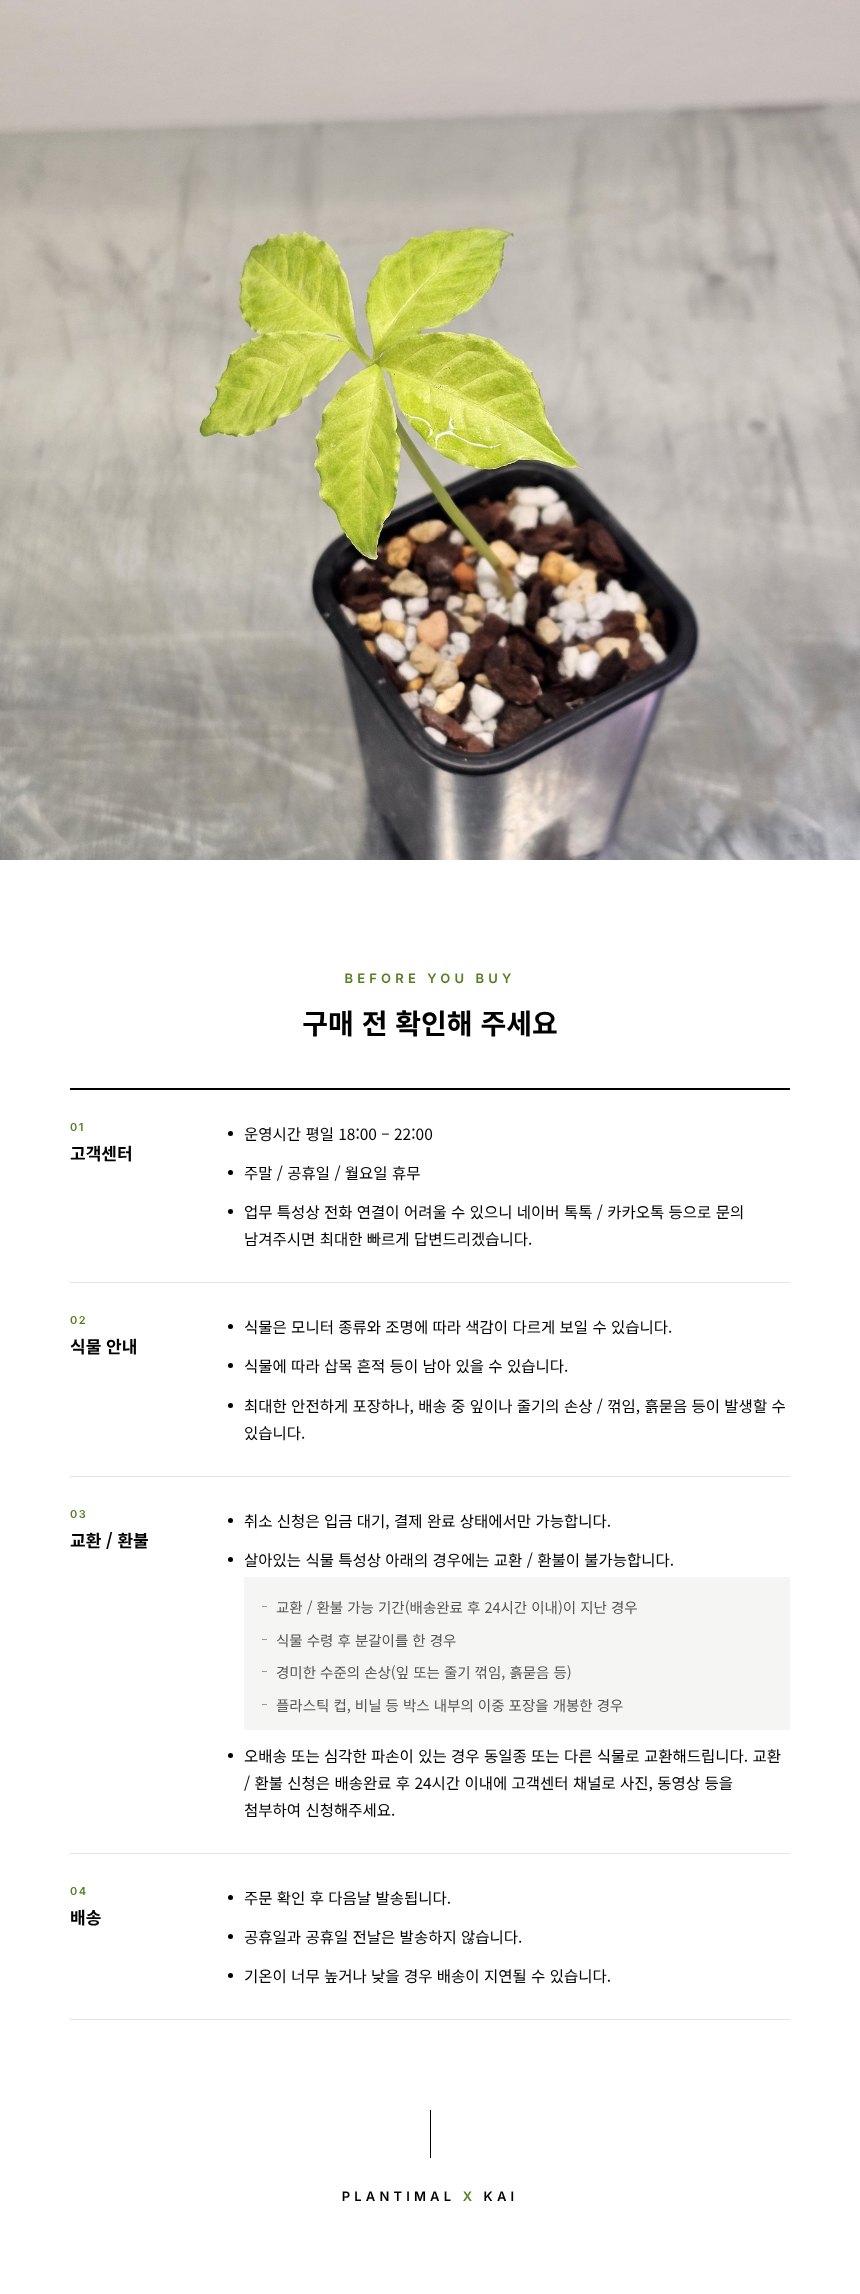 BEFORE YOU BUY
구매 전 확인해 주세요
01
고객센터
운영시간 평일 18:00 – 22:00
주말 / 공휴일 / 월요일 휴무
업무 특성상 전화 연결이 어려울 수 있으니 네이버 톡톡 / 카카오톡 등으로 문의
남겨주시면 최대한 빠르게 답변드리겠습니다.
02
식물 안내
식물은 모니터 종류와 조명에 따라 색감이 다르게 보일 수 있습니다.
식물에 따라 삽목 흔적 등이 남아 있을 수 있습니다.
최대한 안전하게 포장하나, 배송 중 잎이나 줄기의 손상 / 꺾임, 흙묻음 등이 발생할 수
있습니다.
03
교환 / 환불
취소 신청은 입금 대기, 결제 완료 상태에서만 가능합니다.
살아있는 식물 특성상 아래의 경우에는 교환 / 환불이 불가능합니다.
– 교환 / 환불 가능 기간(배송완료 후 24시간 이내)이 지난 경우
– 식물 수령 후 분갈이를 한 경우
– 경미한 수준의 손상(잎 또는 줄기 꺾임, 흙묻음 등)
– 플라스틱 컵, 비닐 등 박스 내부의 이중 포장을 개봉한 경우
오배송 또는 심각한 파손이 있는 경우 동일종 또는 다른 식물로 교환해드립니다. 교환
/ 환불 신청은 배송완료 후 24시간 이내에 고객센터 채널로 사진, 동영상 등을
첨부하여 신청해주세요.
04
배송
주문 확인 후 다음날 발송됩니다.
공휴일과 공휴일 전날은 발송하지 않습니다.
기온이 너무 높거나 낮을 경우 배송이 지연될 수 있습니다.
PLANTIMAL X KAI